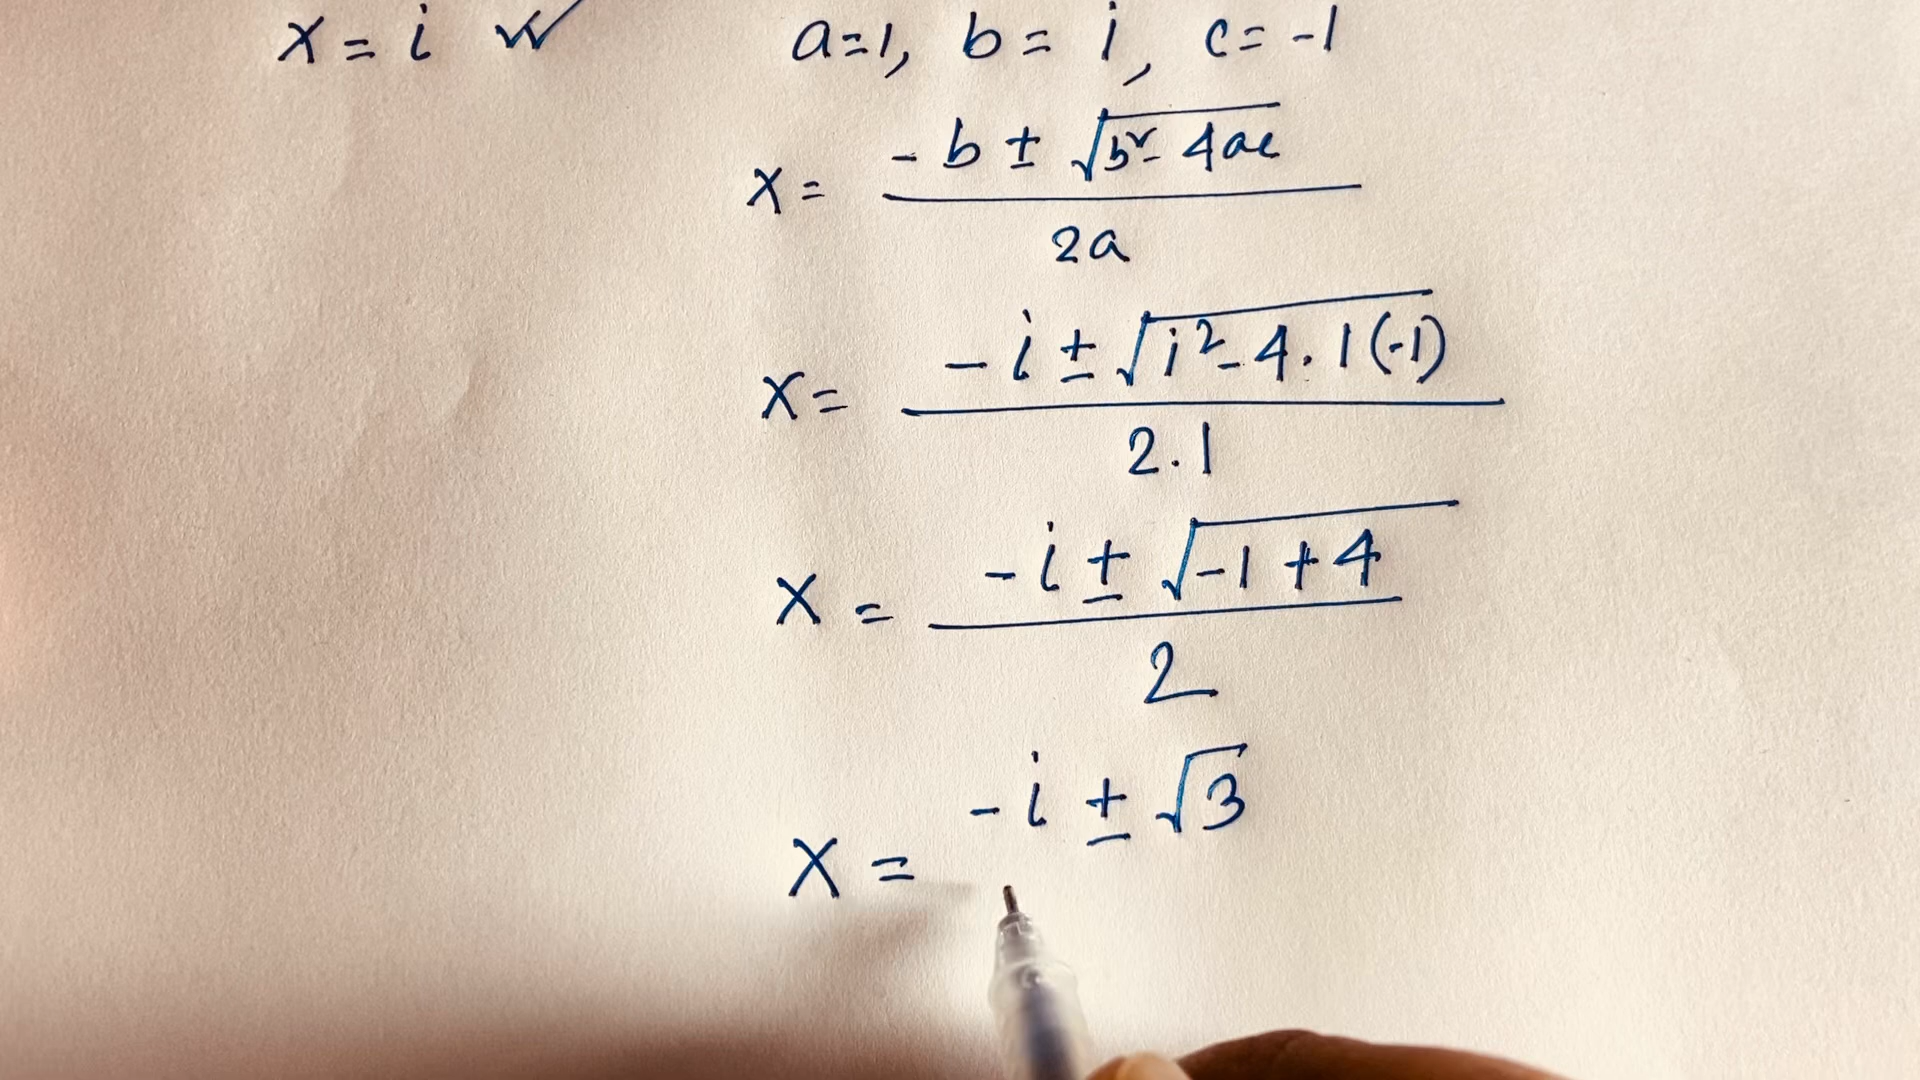 x = i ✓ a=1, b = i, c = -1
x = (-b ± √(b² - 4ac)) / 2a
x = (-i ± √(i² - 4. 1(-1))) / 2.1
x = (-i ± √(-1 + 4)) / 2
x = -i ± √3